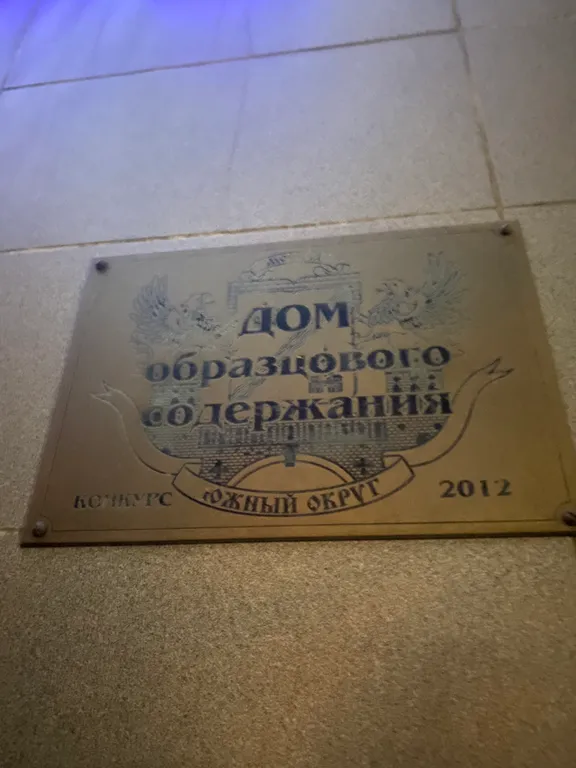 ДОМ
образцового
содержания
ЮЖНЫЙ ОКРУГ
КОНКУРС 2012